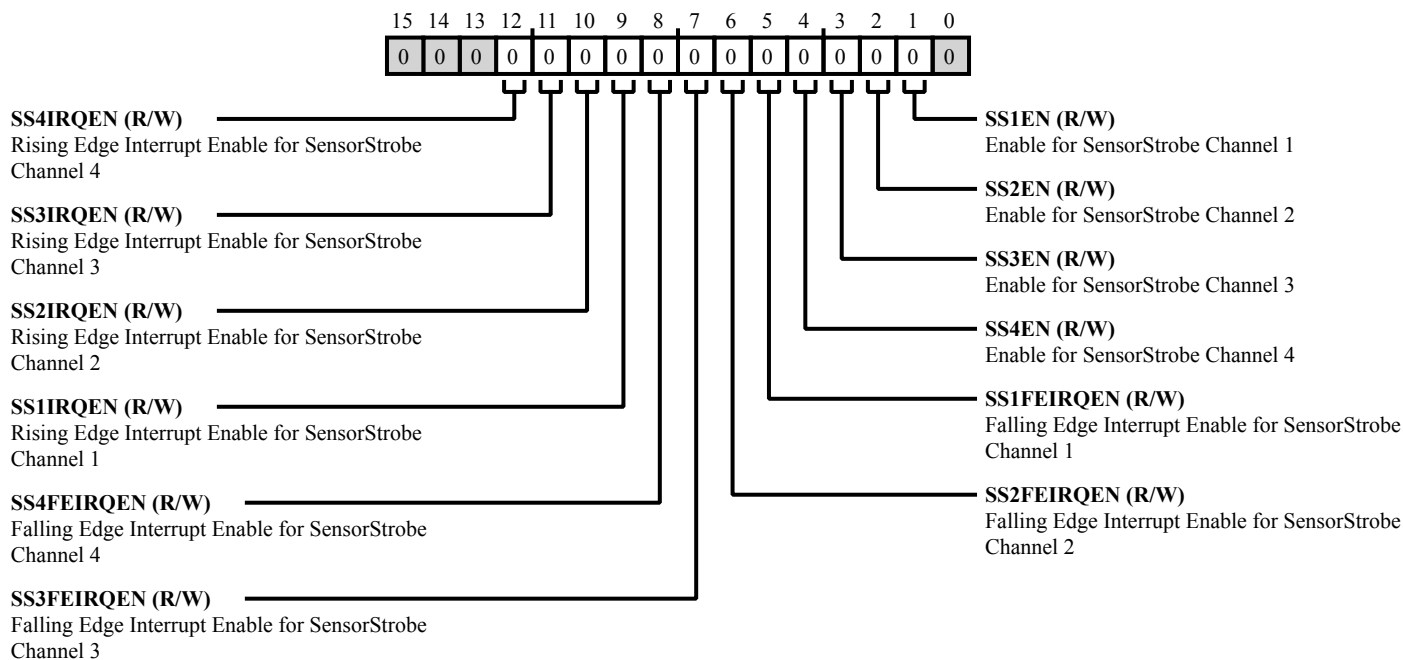 15 14 13 12 11 10 9 8 7 6 5 4 3 2 1 0
0 0 0 0 0 0 0 0 0 0 0 0 0 0 0 0
SS4IRQEN (R/W)
Rising Edge Interrupt Enable for SensorStrobe
Channel 4
SS3IRQEN (R/W)
Rising Edge Interrupt Enable for SensorStrobe
Channel 3
SS2IRQEN (R/W)
Rising Edge Interrupt Enable for SensorStrobe
Channel 2
SS1IRQEN (R/W)
Rising Edge Interrupt Enable for SensorStrobe
Channel 1
SS4FEIRQEN (R/W)
Falling Edge Interrupt Enable for SensorStrobe
Channel 4
SS3FEIRQEN (R/W)
Falling Edge Interrupt Enable for SensorStrobe
Channel 3
SS1EN (R/W)
Enable for SensorStrobe Channel 1
SS2EN (R/W)
Enable for SensorStrobe Channel 2
SS3EN (R/W)
Enable for SensorStrobe Channel 3
SS4EN (R/W)
Enable for SensorStrobe Channel 4
SS1FEIRQEN (R/W)
Falling Edge Interrupt Enable for SensorStrobe
Channel 1
SS2FEIRQEN (R/W)
Falling Edge Interrupt Enable for SensorStrobe
Channel 2